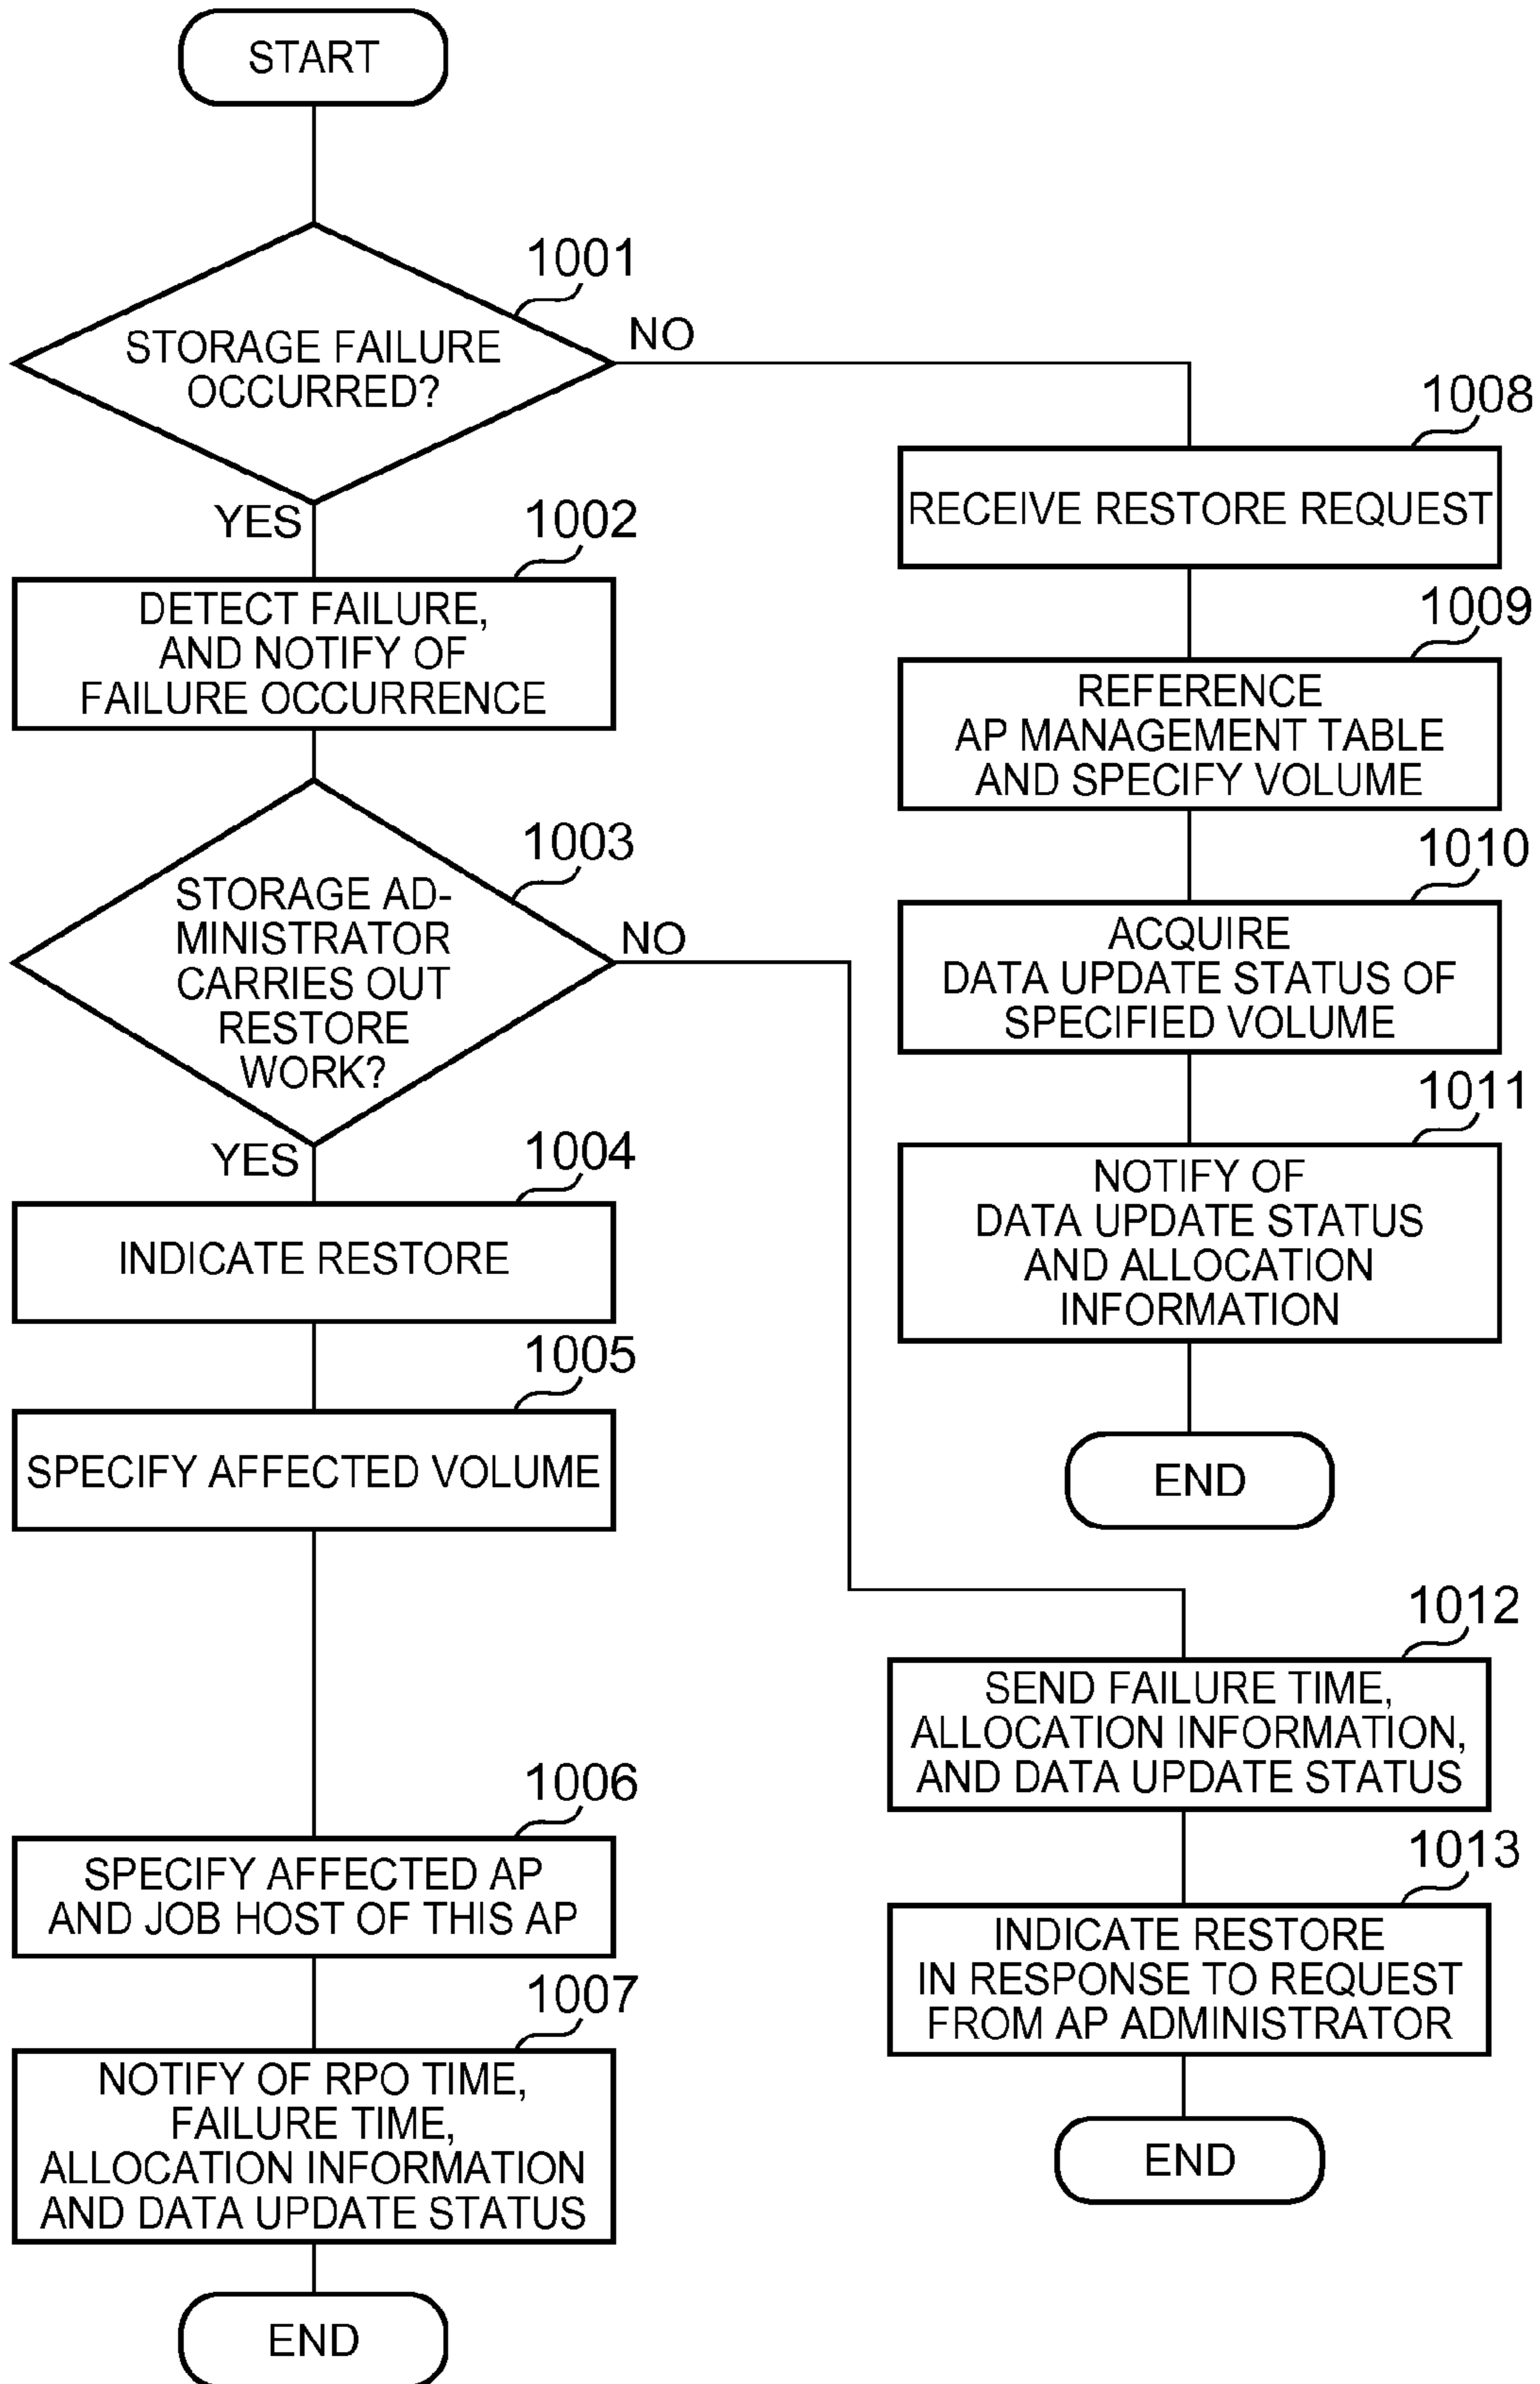 START
1001
STORAGE FAILURE
OCCURRED?
NO
YES
1002
DETECT FAILURE,
AND NOTIFY OF
FAILURE OCCURRENCE
1003
STORAGE AD-
MINISTRATOR
CARRIES OUT
RESTORE
WORK?
NO
YES
1004
INDICATE RESTORE
1005
SPECIFY AFFECTED VOLUME
1006
SPECIFY AFFECTED AP
AND JOB HOST OF THIS AP
1007
NOTIFY OF RPO TIME,
FAILURE TIME,
ALLOCATION INFORMATION
AND DATA UPDATE STATUS
END
1008
RECEIVE RESTORE REQUEST
1009
REFERENCE
AP MANAGEMENT TABLE
AND SPECIFY VOLUME
1010
ACQUIRE
DATA UPDATE STATUS OF
SPECIFIED VOLUME
1011
NOTIFY OF
DATA UPDATE STATUS
AND ALLOCATION
INFORMATION
END
1012
SEND FAILURE TIME,
ALLOCATION INFORMATION,
AND DATA UPDATE STATUS
1013
INDICATE RESTORE
IN RESPONSE TO REQUEST
FROM AP ADMINISTRATOR
END